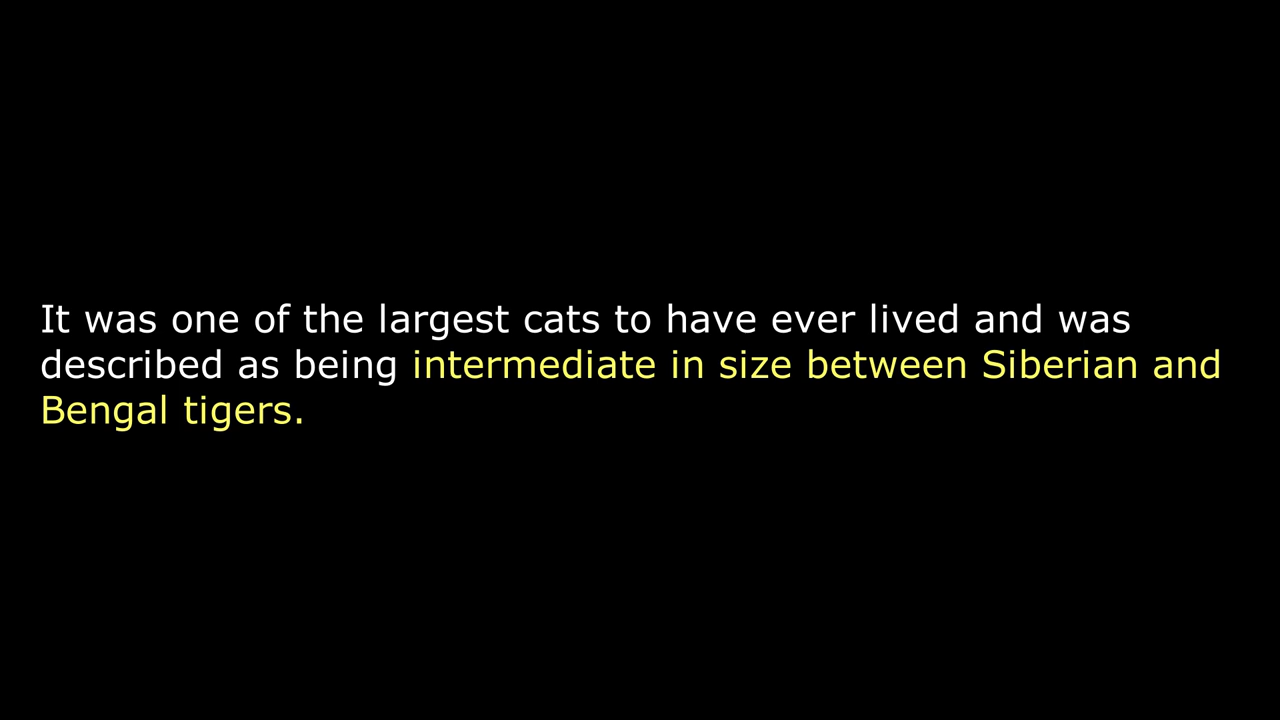 It was one of the largest cats to have ever lived and was
described as being intermediate in size between Siberian and
Bengal tigers.